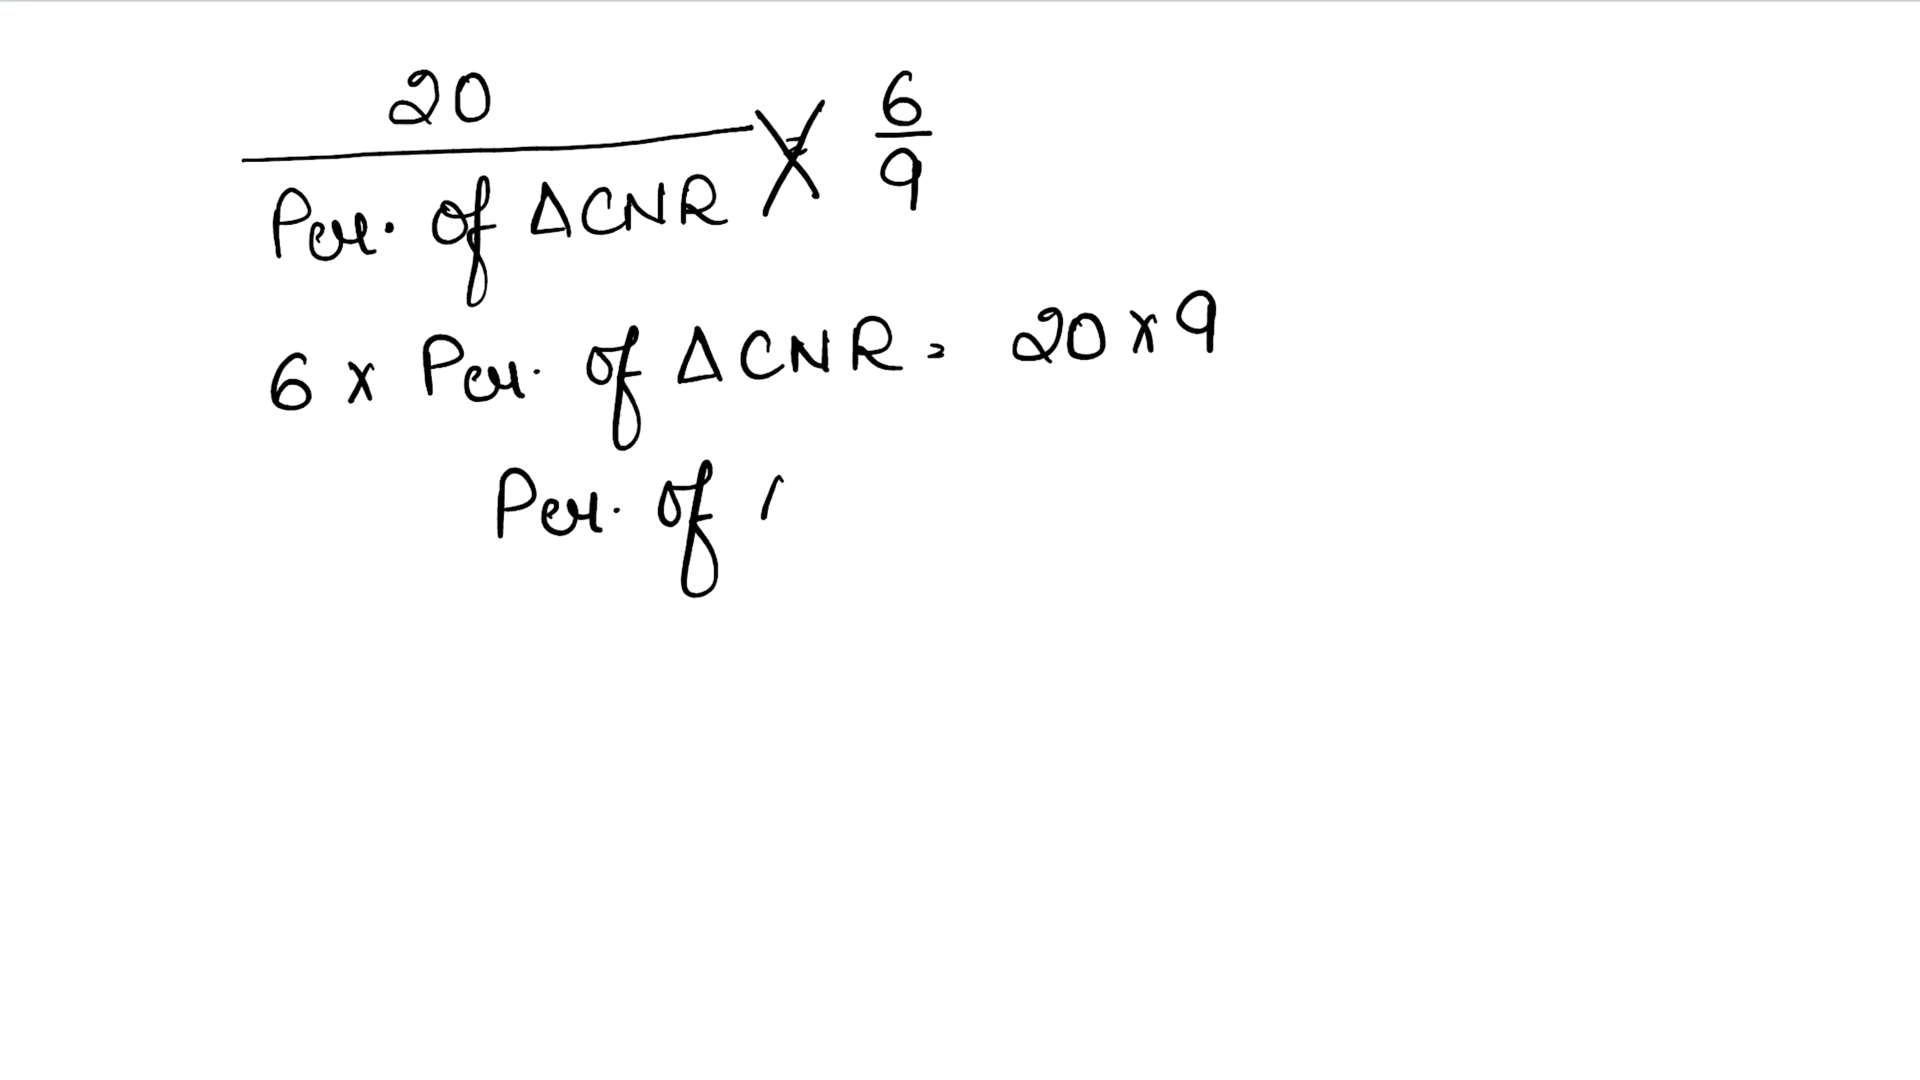 20 / Per. of ΔCNR = 6/9
6 x Per. of ΔCNR = 20 x 9
Per. of